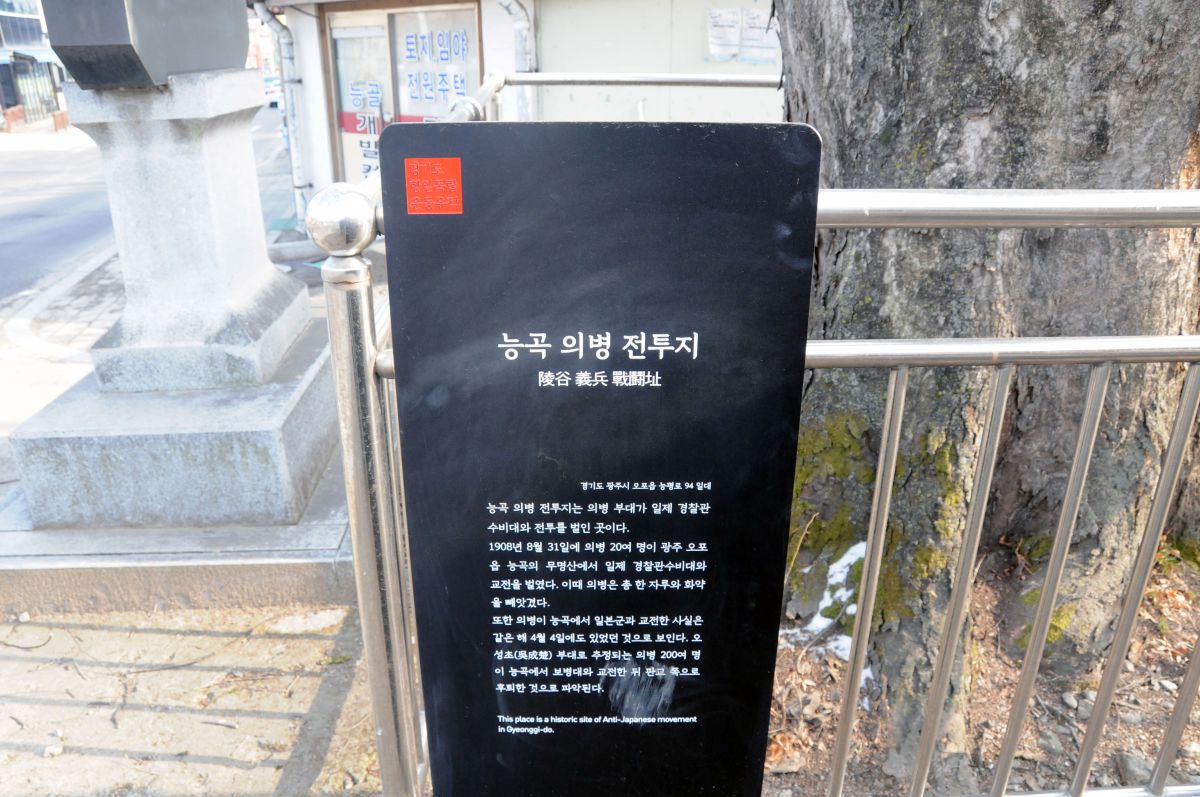 토지 임야
전원주택
능골
개
발
경기도
항일독립
운동유적
능곡 의병 전투지
陵谷 義兵 戰鬪址
경기도 광주시 오포읍 능평로 94 일대
능곡 의병 전투지는 의병 부대가 일제 경찰관
수비대와 전투를 벌인 곳이다.
1908년 8월 31일에 의병 20여 명이 광주 오포
읍 능곡의 무명산에서 일제 경찰관수비대와
교전을 벌였다. 이때 의병은 총 한 자루와 화약
을 빼앗겼다.
또한 의병이 능곡에서 일본군과 교전한 사실은
같은 해 4월 4일에도 있었던 것으로 보인다. 오
성초(吳成楚) 부대로 추정되는 의병 200여 명
이 능곡에서 보병대와 교전한 뒤 판교 쪽으로
후퇴한 것으로 파악된다.
This place is a historic site of Anti-Japanese movement
in Gyeonggi-do.